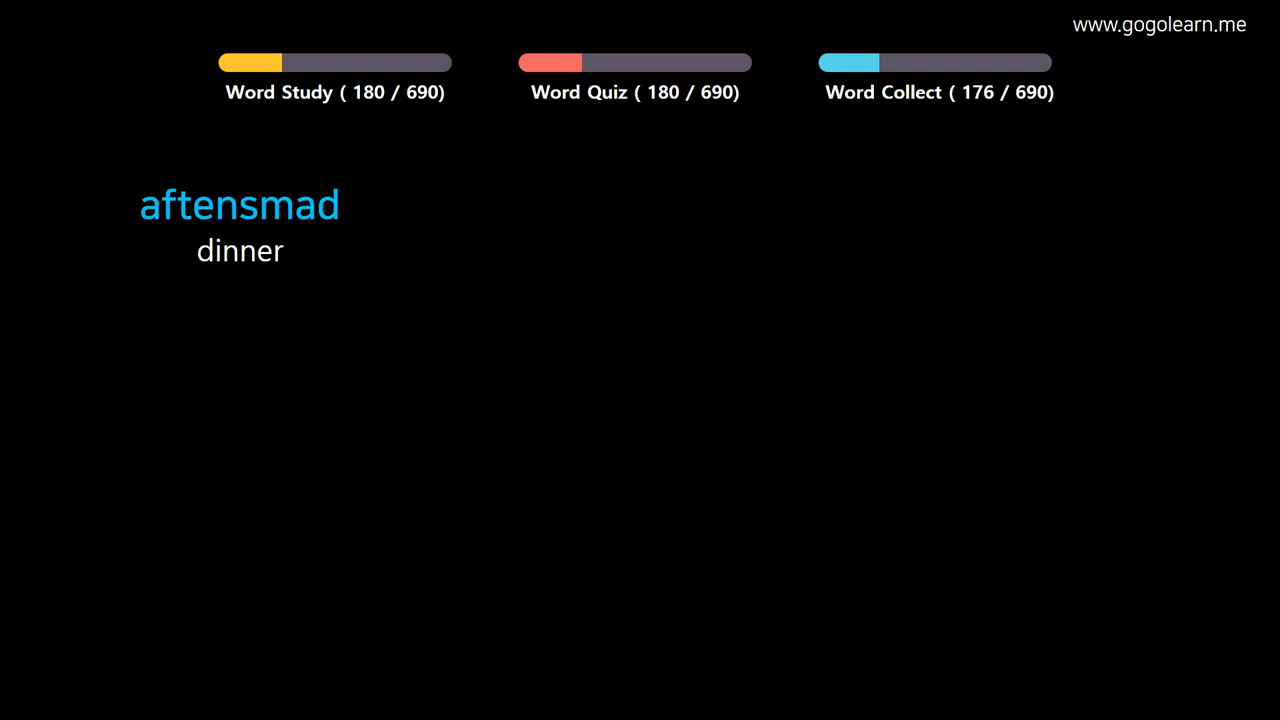 www.gogolearn.me
Word Study ( 180 / 690)
Word Quiz ( 180 / 690)
Word Collect ( 176 / 690)
aftensmad
dinner